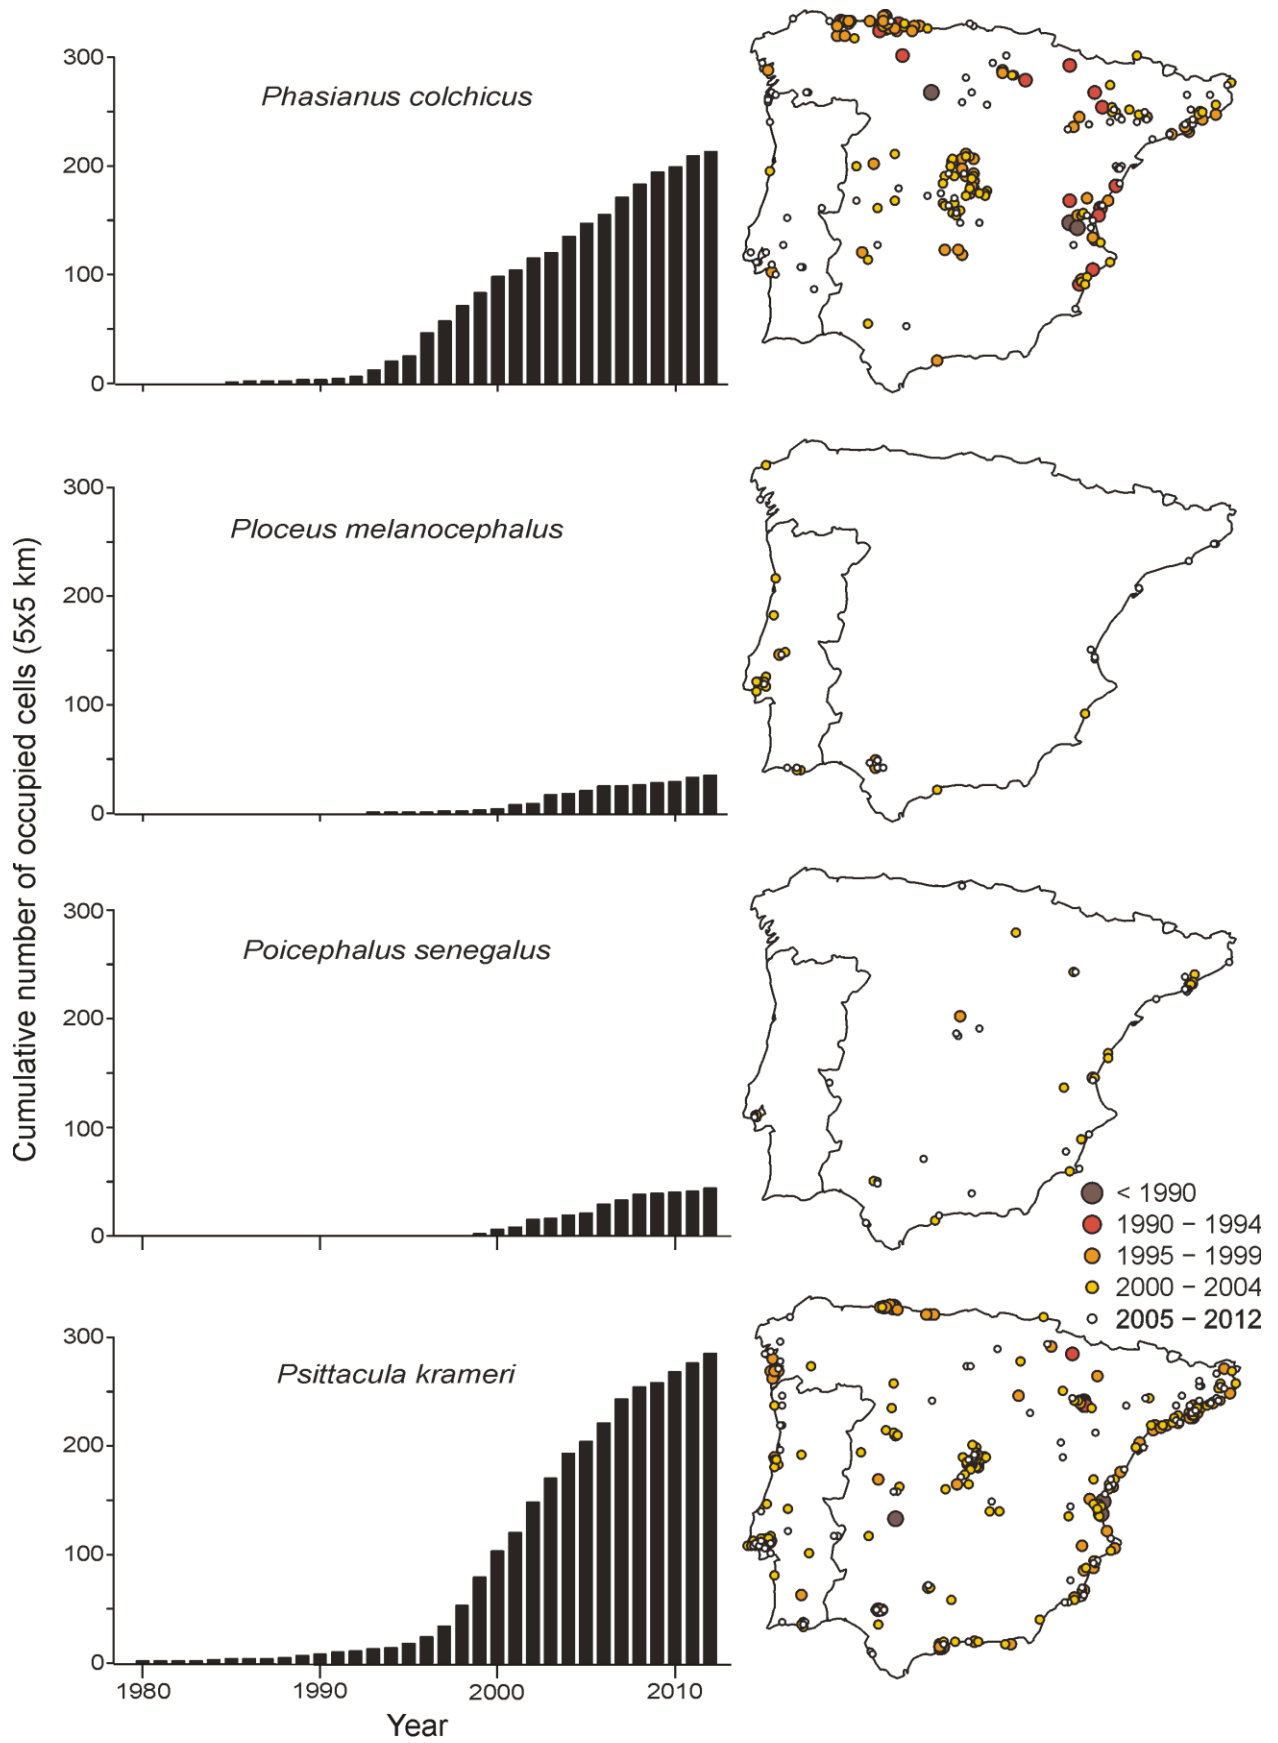 Cumulative number of occupied cells (5x5 km)
300
200
100
0
Phasianus colchicus
300
200
100
0
Ploceus melanocephalus
300
200
100
0
Poicephalus senegalus
< 1990
1990 – 1994
1995 – 1999
2000 – 2004
2005 – 2012
300
200
100
0
Psittacula krameri
1980 1990 2000 2010
Year